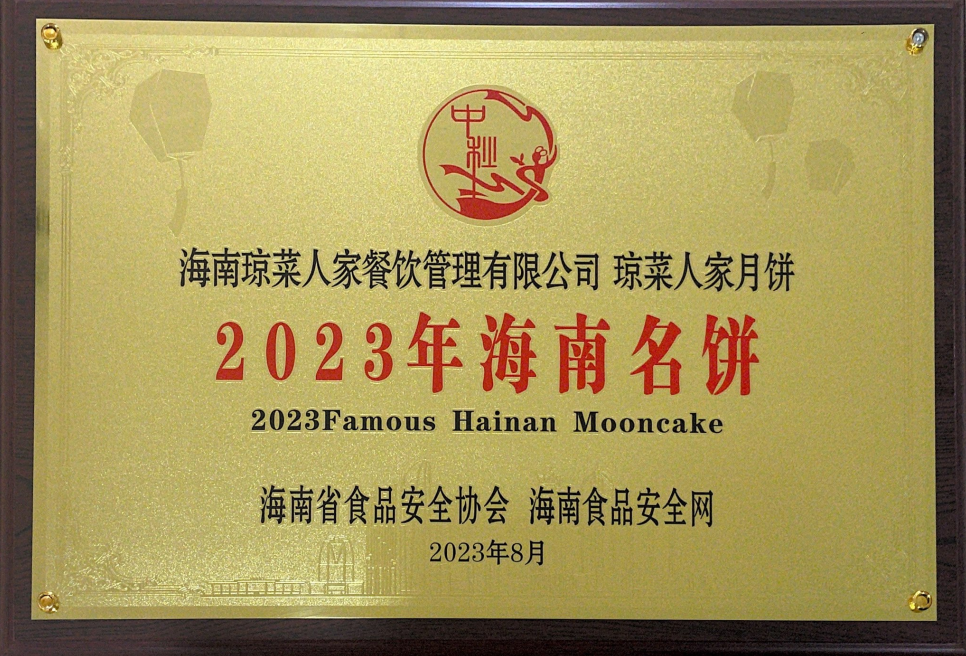 中秋
海南琼菜人家餐饮管理有限公司 琼菜人家月饼
2023年海南名饼
2023Famous Hainan Mooncake
海南省食品安全协会 海南食品安全网
2023年8月